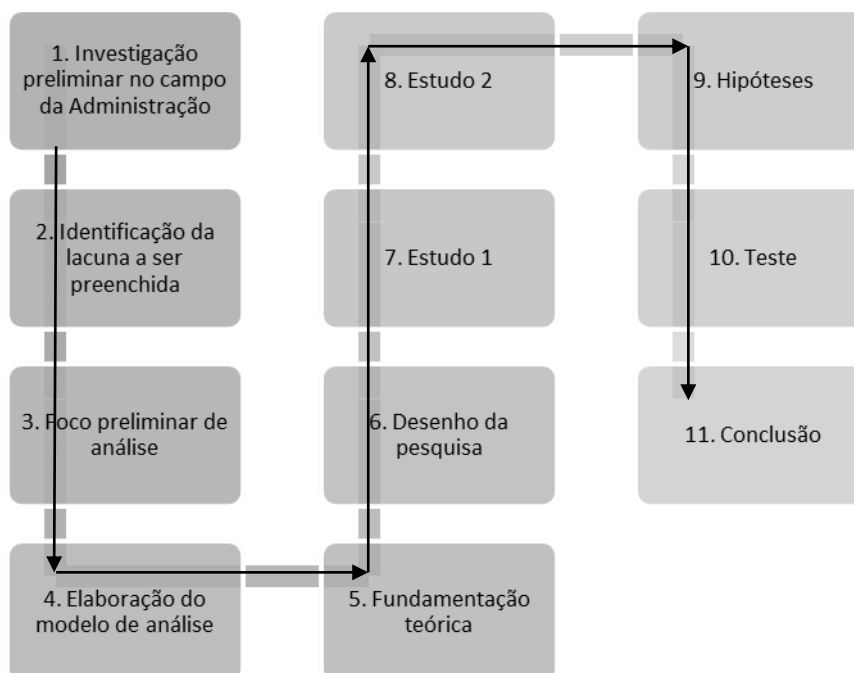 1. Investigação
preliminar no campo
da Administração
2. Identificação da
lacuna a ser
preenchida
3. Foco preliminar de
análise
4. Elaboração do
modelo de análise
5. Fundamentação
teórica
6. Desenho da
pesquisa
7. Estudo 1
8. Estudo 2
9. Hipóteses
10. Teste
11. Conclusão